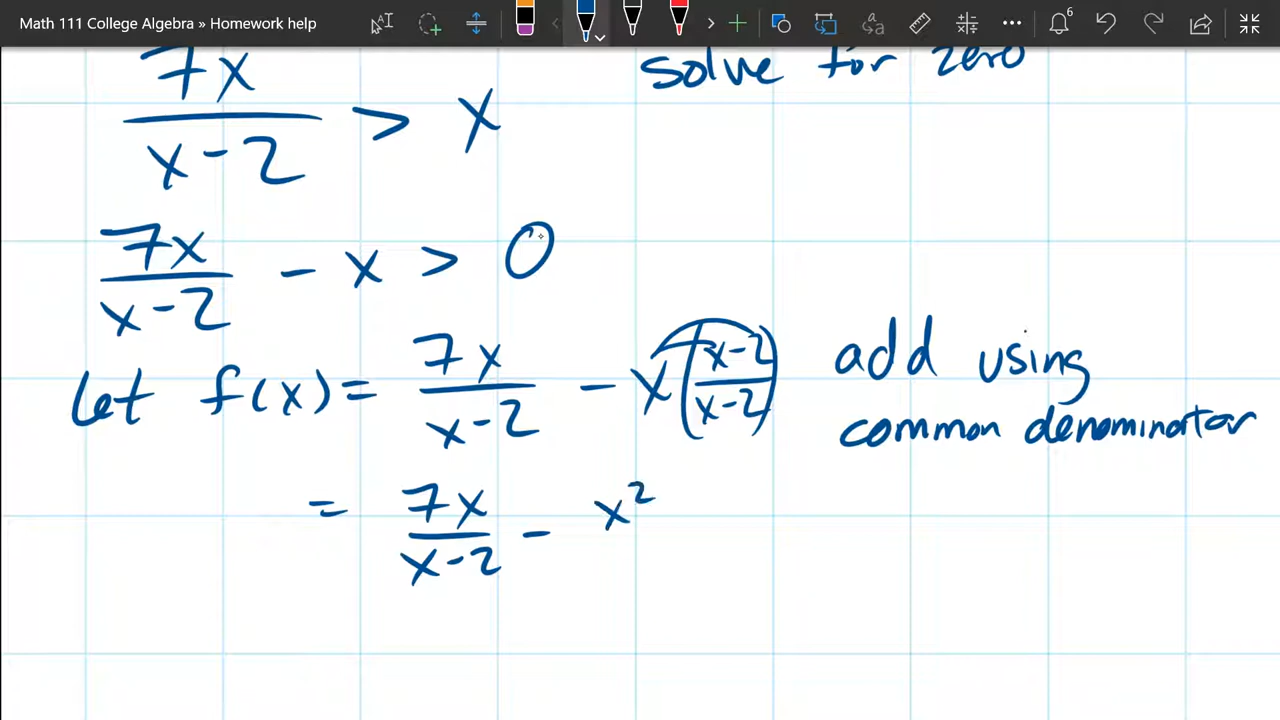 Math 111 College Algebra » Homework help
6
solve for zero
7x/(x-2) > x
7x/(x-2) - x > 0
Let f(x) = 7x/(x-2) - x((x-2)/(x-2)) add using
common denominator
= 7x/(x-2) - x²